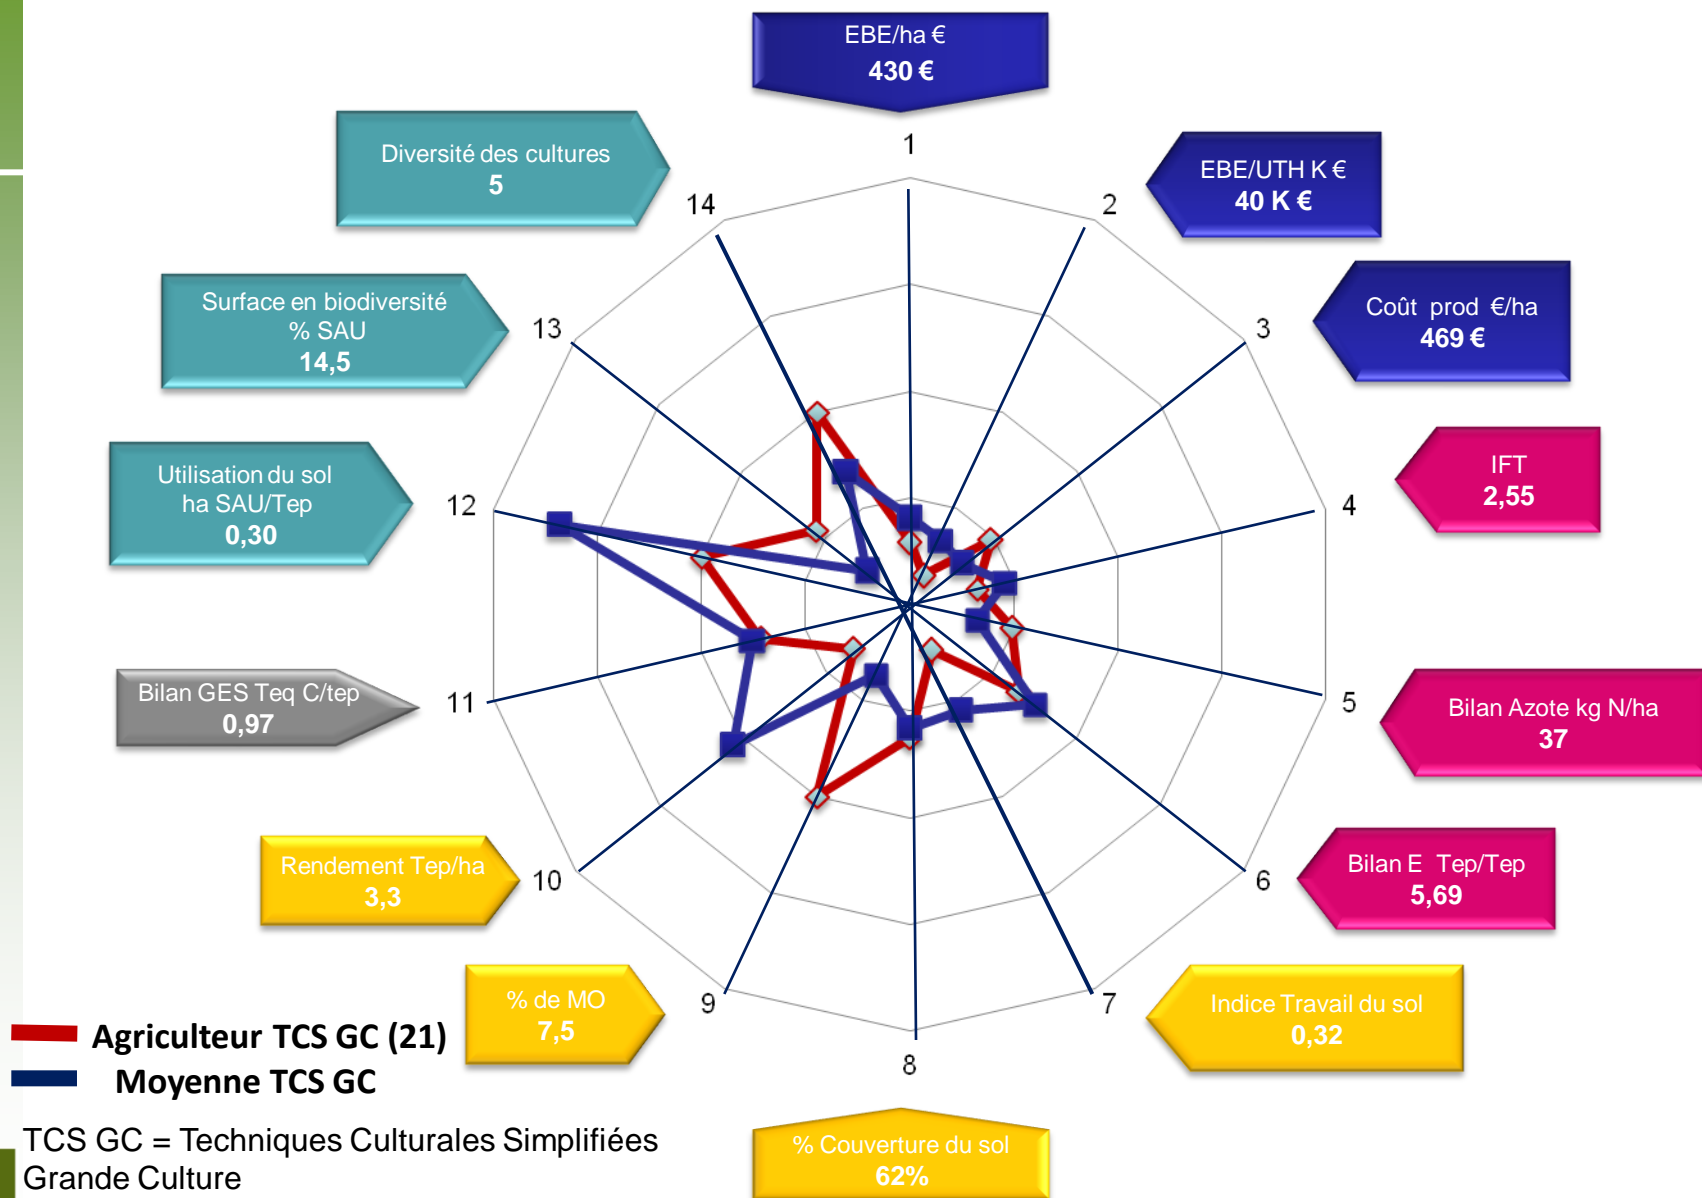 EBE/ha €
430 €
Diversité des cultures
5
EBE/UTH K €
40 K €
Surface en biodiversité
% SAU
14,5
Coût prod €/ha
469 €
Utilisation du sol
ha SAU/Tep
0,30
IFT
2,55
Bilan GES Teq C/tep
0,97
Bilan Azote kg N/ha
37
Rendement Tep/ha
3,3
Bilan E Tep/Tep
5,69
% de MO
7,5
Indice Travail du sol
0,32
% Couverture du sol
62%
1
2
3
4
5
6
7
8
9
10
11
12
13
14
Agriculteur TCS GC (21)
Moyenne TCS GC
TCS GC = Techniques Culturales Simplifiées
Grande Culture